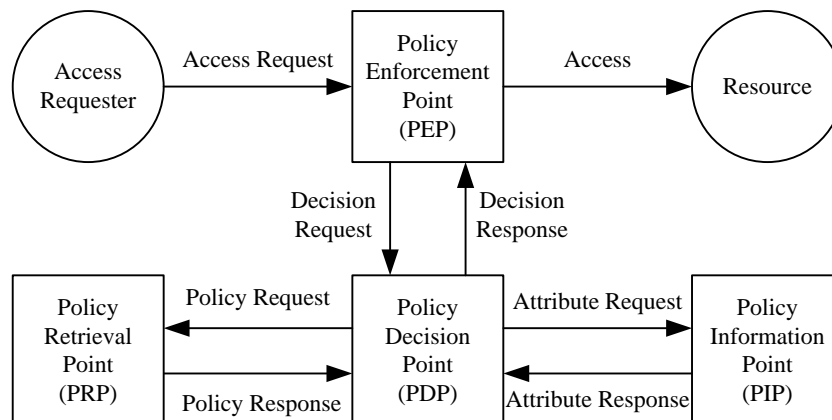 Access
Requester
Access Request
Policy
Enforcement
Point
(PEP)
Access
Resource
Decision
Request
Decision
Response
Policy
Retrieval
Point
(PRP)
Policy Request
Policy Response
Policy
Decision
Point
(PDP)
Attribute Request
Attribute Response
Policy
Information
Point
(PIP)